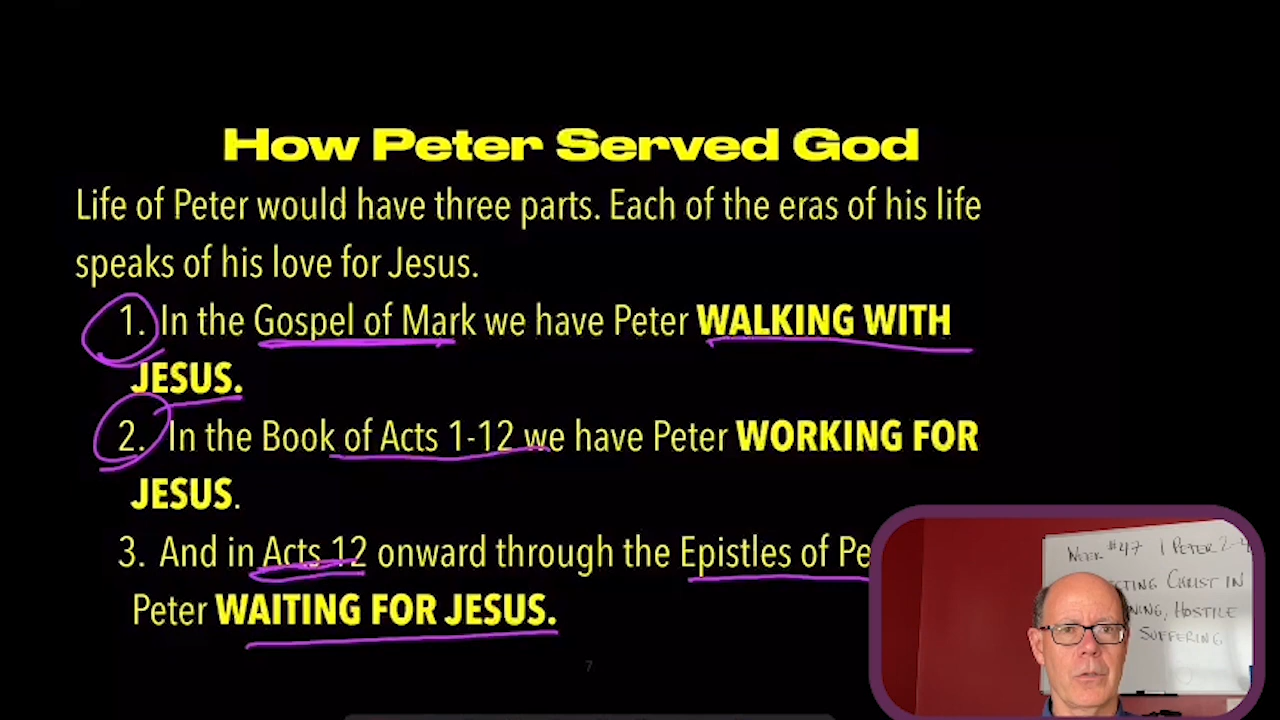 How Peter Served God
Life of Peter would have three parts. Each of the eras of his life
speaks of his love for Jesus.
1. In the Gospel of Mark we have Peter WALKING WITH
JESUS.
2. In the Book of Acts 1-12 we have Peter WORKING FOR
JESUS.
3. And in Acts 12 onward through the Epistles of Pe
Peter WAITING FOR JESUS.
7
WEEK #47 1 PETER 2-
CHRIST IN
HOSTILE
SUFFERING